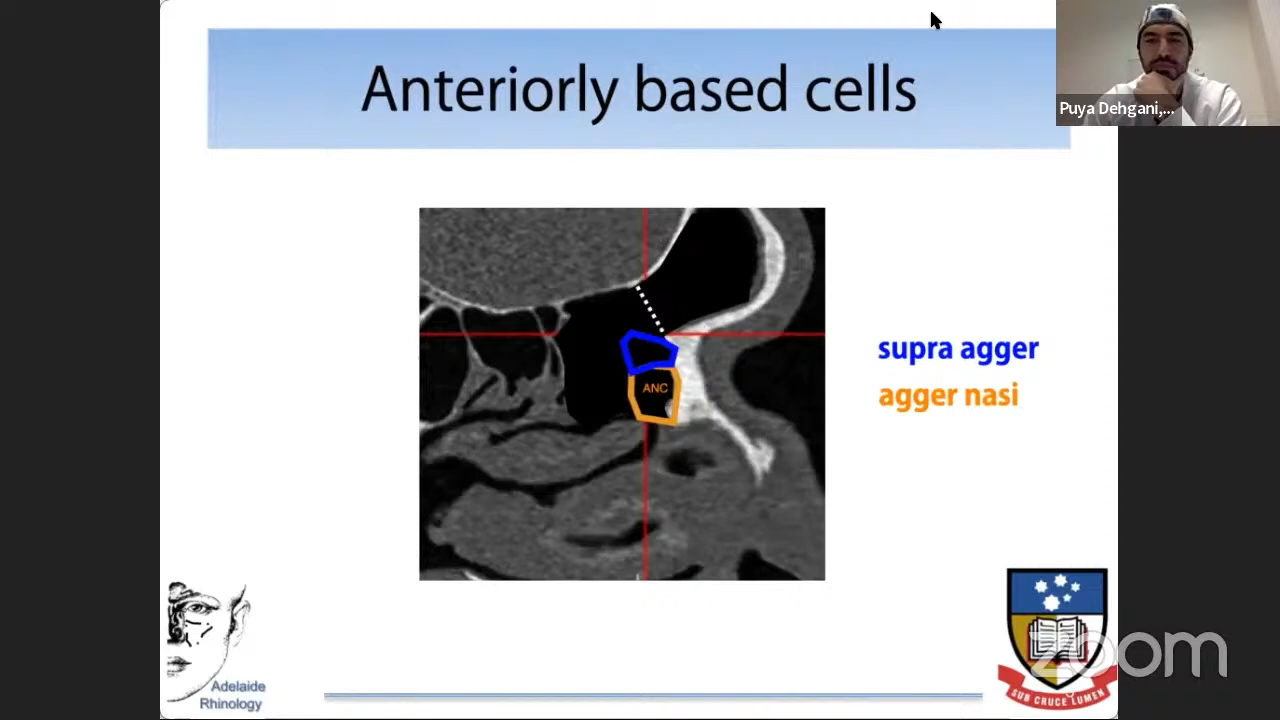 Anteriorly based cells
Puya Dehgani,...
supra agger
agger nasi
ANC
Adelaide
Rhinology
SUB CRUCE LUMEN
zoom